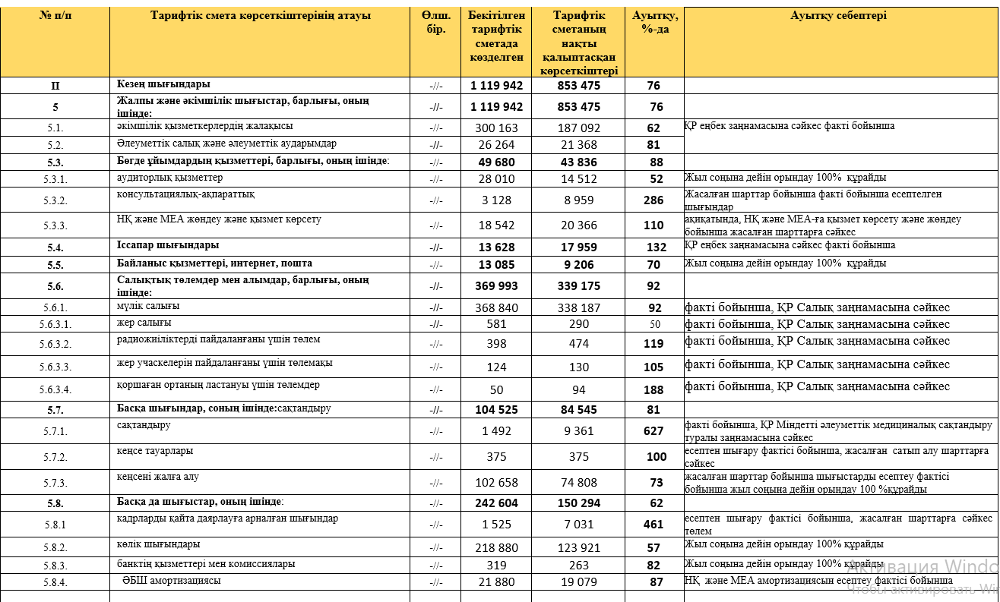 № п/п
Тарифтік смета көрсеткіштерінің атауы
Өлш.
бір.
Бекітілген
тарифтік
сметада
көзделген
Тарифтік
сметаның
нақты
қалыптасқан
көрсеткіштері
Ауытқу,
%-да
Ауытқу себептері
II Кезең шығындары -//- 1 119 942 853 475 76
5 Жалпы және әкімшілік шығыстар, барлығы, оның
ішінде: -//- 1 119 942 853 475 76
5.1. әкімшілік қызметкерлердің жалақысы -//- 300 163 187 092 62 ҚР еңбек заңнамасына сәйкес факті бойынша
5.2. Әлеуметтік салық және әлеуметтік аударымдар -//- 26 264 21 368 81
5.3. Бөгде ұйымдардың қызметтері, барлығы, оның ішінде: -//- 49 680 43 836 88
5.3.1. аудиторлық қызметтер -//- 28 010 14 512 52 Жыл соңына дейін орындау 100% құрайды
5.3.2. консультациялық-ақпараттық -//- 3 128 8 959 286 Жасалған шарттар бойынша факті бойынша есептелген
шығындар
5.3.3. НҚ және МЕА жөндеу және қызмет көрсету -//- 18 542 20 366 110 ақиқатында, НҚ және МЕА-ға қызмет көрсету және жөндеу
бойынша жасалған шарттарға сәйкес
5.4. Іссапар шығындары -//- 13 628 17 959 132 ҚР еңбек заңнамасына сәйкес факті бойынша
5.5. Байланыс қызметтері, интернет, пошта -//- 13 085 9 206 70 Жыл соңына дейін орындау 100% құрайды
5.6. Салықтық төлемдер мен алымдар, барлығы, оның
ішінде: -//- 369 993 339 175 92
5.6.1. мүлік салығы -//- 368 840 338 187 92 факті бойынша, ҚР Салық заңнамасына сәйкес
5.6.3.1. жер салығы -//- 581 290 50 факті бойынша, ҚР Салық заңнамасына сәйкес
5.6.3.2. радиожиіліктерді пайдаланғаны үшін төлем -//- 398 474 119 факті бойынша, ҚР Салық заңнамасына сәйкес
5.6.3.3. жер учаскелерін пайдаланғаны үшін төлемақы -//- 124 130 105 факті бойынша, ҚР Салық заңнамасына сәйкес
5.6.3.4. қоршаған ортаның ластануы үшін төлемдер -//- 50 94 188 факті бойынша, ҚР Салық заңнамасына сәйкес
5.7. Басқа шығындар, соның ішінде:сақтандыру -//- 104 525 84 545 81
5.7.1. сақтандыру -//- 1 492 9 361 627 факті бойынша, ҚР Міндетті әлеуметтік медициналық сақтандыру
туралы заңнамасына сәйкес
5.7.2. кеңсе тауарлары -//- 375 375 100 есептен шығару фактісі бойынша, жасалған сатып алу шарттарға
сәйкес
5.7.3. кеңсені жалға алу -//- 102 658 74 808 73 жасалған шарттар бойынша шығыстарды есептеу фактісі
бойынша жыл соңына дейін орындау 100 %құрайды
5.8. Басқа да шығыстар, оның ішінде: -//- 242 604 150 294 62
5.8.1 кадрларды қайта даярлауға арналған шығындар -//- 1 525 7 031 461 есептен шығару фактісі бойынша, жасалған шарттарға сәйкес
төлем
5.8.2. көлік шығындары -//- 218 880 123 921 57 Жыл соңына дейін орындау 100% құрайды
5.8.3. банктің қызметтері мен комиссиялары -//- 319 263 82 Жыл соңына дейін орындау 100% құрайды
5.8.4. ӘБШ амортизациясы -//- 21 880 19 079 87 НҚ және МЕА амортизациясын есептеу фактісі бойынша
Активация Windo
Чтобы активировать Win